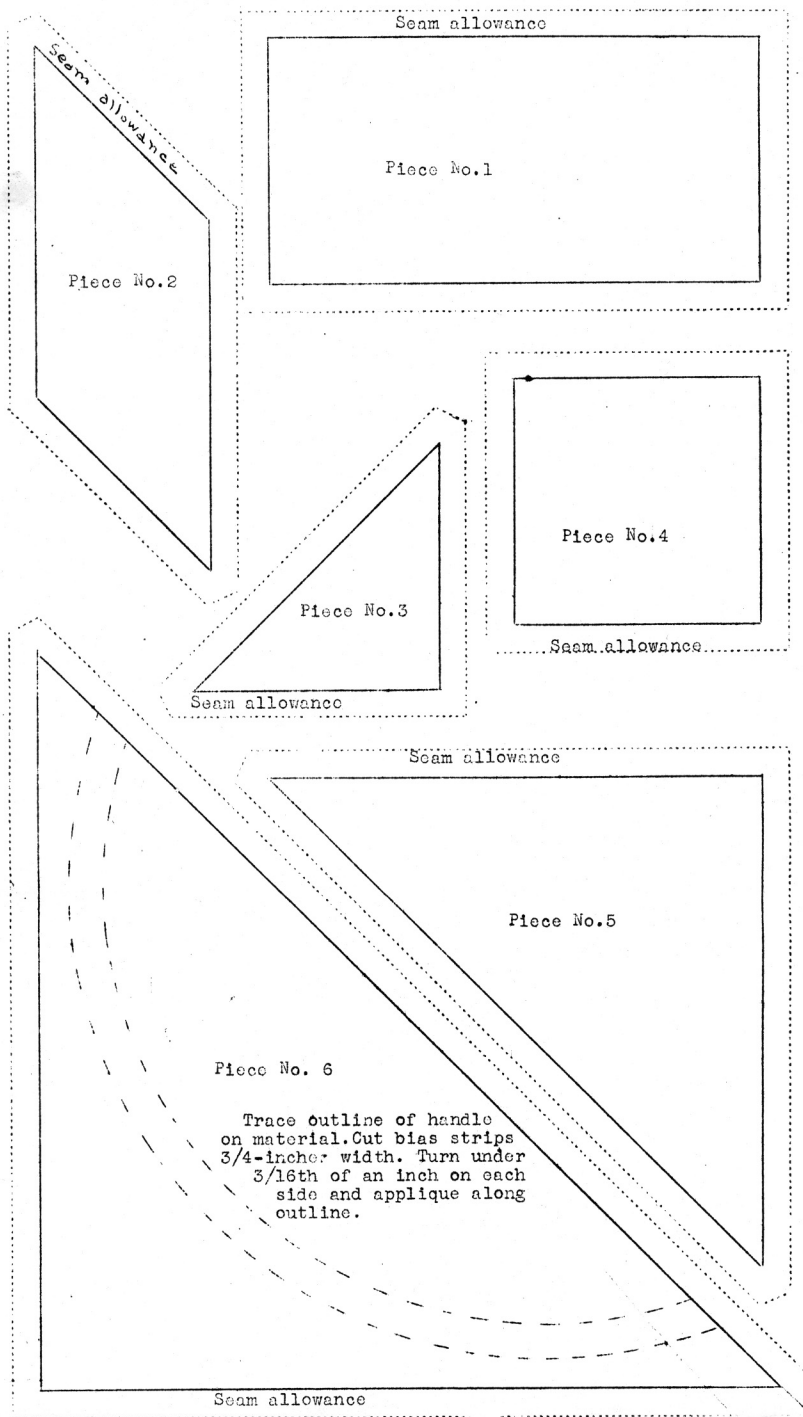 Seam allowance
Seam allowance
Piece No.1
Piece No.2
Piece No.4
Piece No.3
Seam allowance
Seam allowance
Seam allowance
Piece No.5
Piece No. 6
Trace outline of handle
on material.Cut bias strips
3/4-inches width. Turn under
3/16th of an inch on each
side and applique along
outline.
Seam allowance